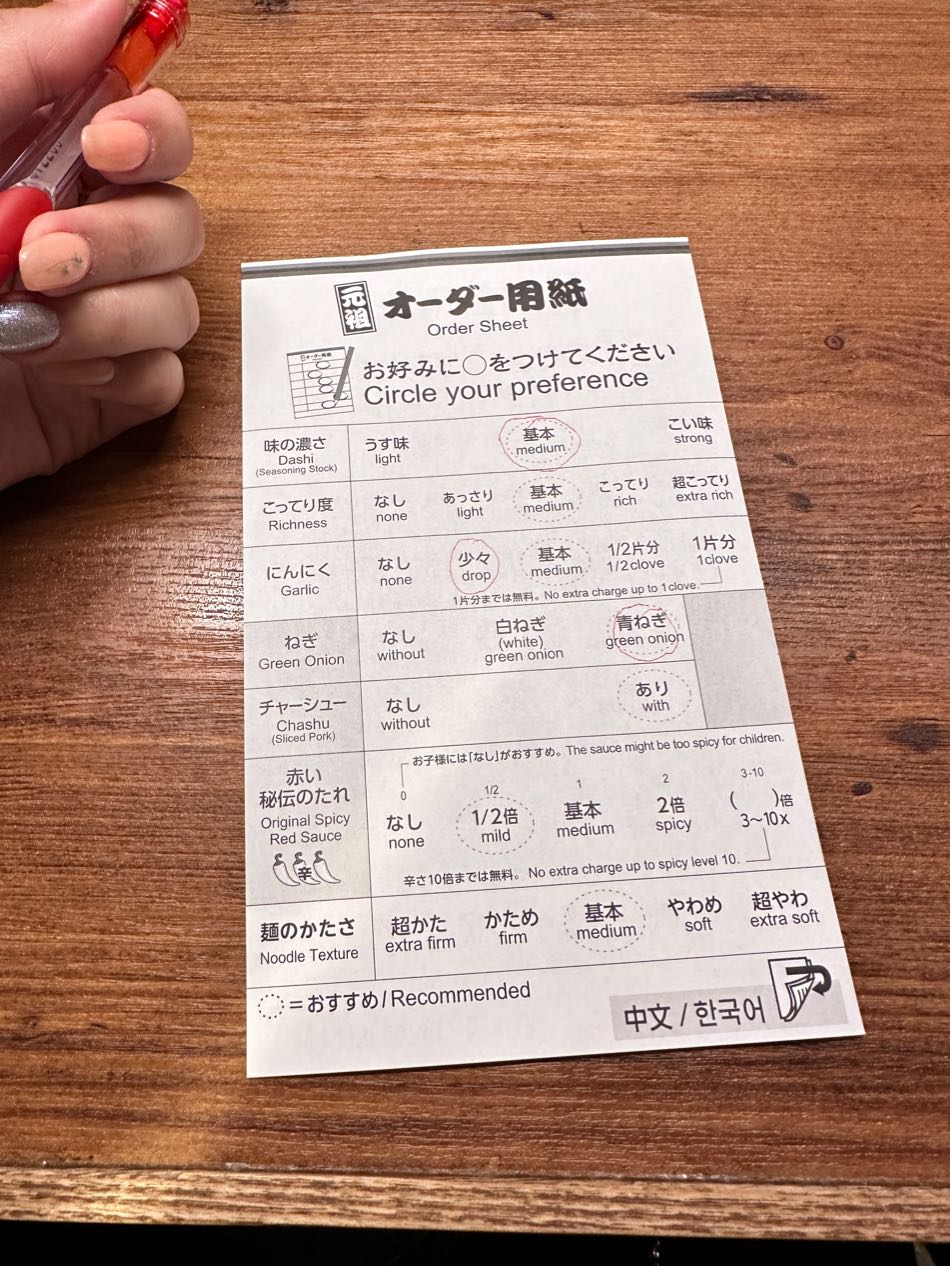 元祖 オーダー用紙
Order Sheet
お好みに○をつけてください
Circle your preference
味の濃さ
Dashi
(Seasoning Stock)
うす味
light
基本
medium
こい味
strong
こってり度
Richness
なし
none
あっさり
light
基本
medium
こってり
rich
超こってり
extra rich
にんにく
Garlic
なし
none
少々
drop
基本
medium
1/2片分
1/2clove
1片分
1clove
1片分までは無料。No extra charge up to 1clove.
ねぎ
Green Onion
なし
without
白ねぎ
(white)
green onion
青ねぎ
green onion
チャーシュー
Chashu
(Sliced Pork)
なし
without
あり
with
赤い
秘伝のたれ
Original Spicy
Red Sauce
辛
お子様には「なし」がおすすめ。The sauce might be too spicy for children.
0
なし
none
1/2
1/2倍
mild
1
基本
medium
2
2倍
spicy
3-10
( )倍
3〜10x
辛さ10倍までは無料。No extra charge up to spicy level 10.
麺のかたさ
Noodle Texture
超かた
extra firm
かため
firm
基本
medium
やわめ
soft
超やわ
extra soft
=おすすめ/Recommended
中文/한국어